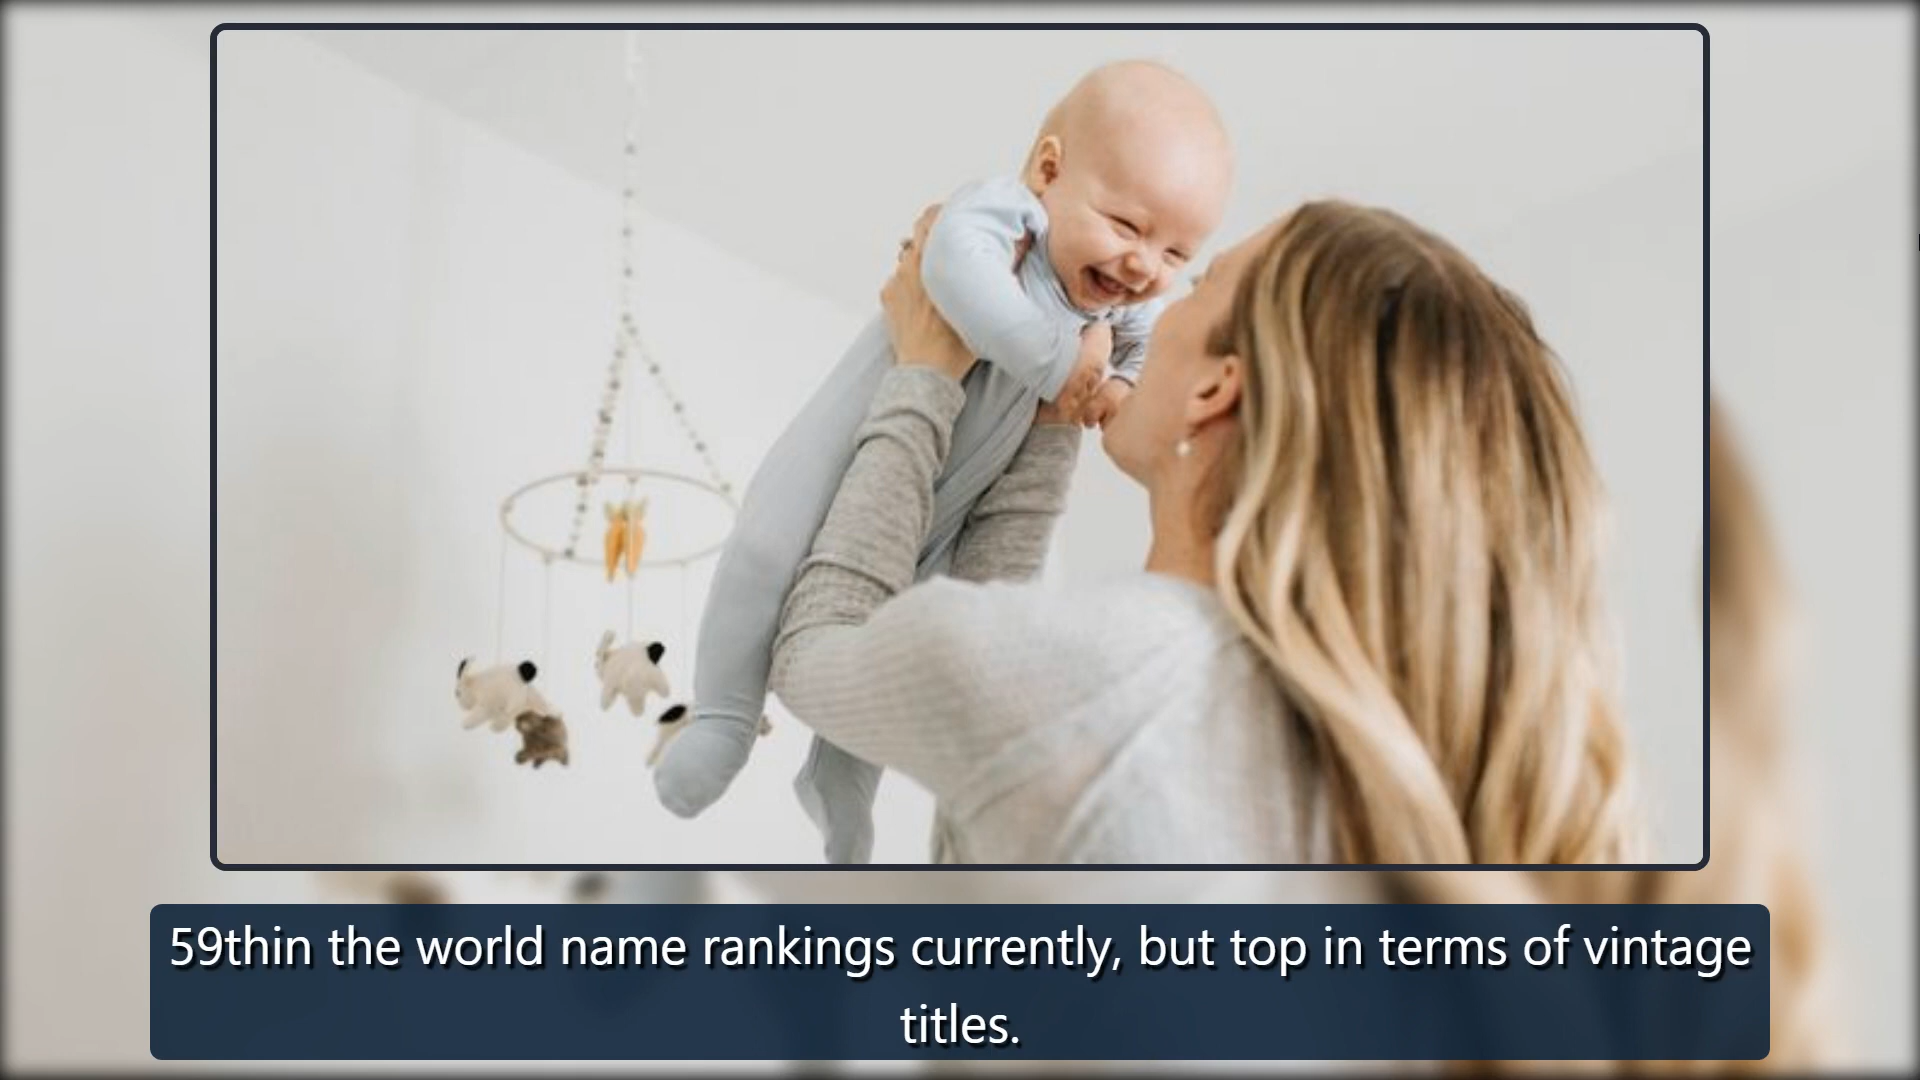 59thin the world name rankings currently, but top in terms of vintage
titles.